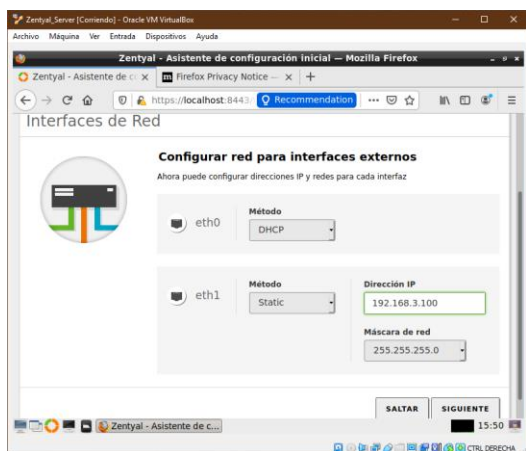 Zentyal_Server [Corriendo] - Oracle VM VirtualBox
Archivo Máquina Ver Entrada Dispositivos Ayuda
Zentyal - Asistente de configuración inicial — Mozilla Firefox
Zentyal - Asistente de c
Firefox Privacy Notice —
https://localhost:8443
Recommendation
Interfaces de Red
Configurar red para interfaces externos
Ahora puede configurar direcciones IP y redes para cada interfaz
eth0
Método
DHCP
eth1
Método
Static
Dirección IP
192.168.3.100
Máscara de red
255.255.255.0
SALTAR SIGUIENTE
Zentyal - Asistente de c...
15:50
CTRL DERECHA